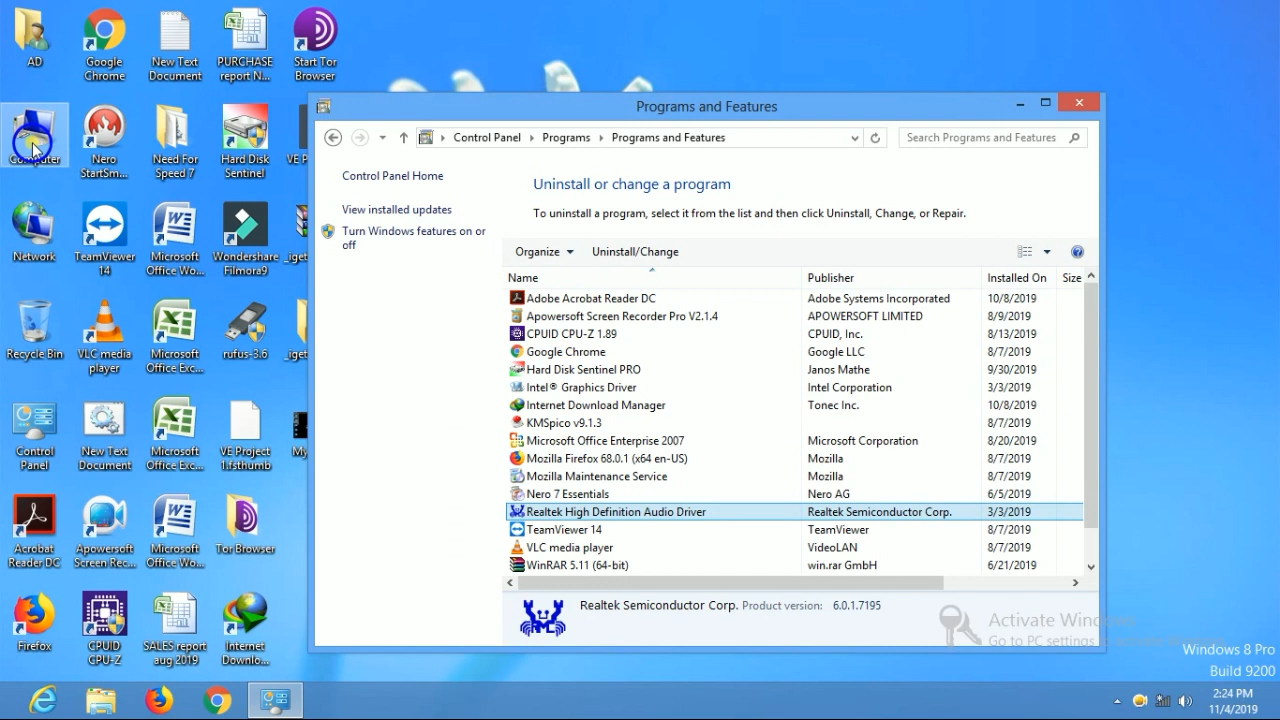 AD
Google
Chrome
New Text
Document
PURCHASE
report N...
Start Tor
Browser
Computer
Nero
StartSm...
Need For
Speed 7
Hard Disk
Sentinel
VE P
Network
TeamViewer
14
Microsoft
Office Wo...
Wondershare
Filmora9
_iget
Recycle Bin
VLC media
player
Microsoft
Office Exc...
rufus-3.6
_iget
Control
Panel
New Text
Document
Microsoft
Office Exc...
VE Project
1.fsthumb
My
Acrobat
Reader DC
Apowersoft
Screen Rec...
Microsoft
Office Wo...
Tor Browser
Firefox
CPUID
CPU-Z
SALES report
aug 2019
Internet
Downlo...
Programs and Features
Control Panel
Programs
Programs and Features
Search Programs and Features
Control Panel Home
View installed updates
Turn Windows features on or
off
Uninstall or change a program
To uninstall a program, select it from the list and then click Uninstall, Change, or Repair.
Organize Uninstall/Change
Name Publisher Installed On Size
Adobe Acrobat Reader DC Adobe Systems Incorporated 10/8/2019
Apowersoft Screen Recorder Pro V2.1.4 APOWERSOFT LIMITED 8/9/2019
CPUID CPU-Z 1.89 CPUID, Inc. 8/13/2019
Google Chrome Google LLC 8/7/2019
Hard Disk Sentinel PRO Janos Mathe 9/30/2019
Intel® Graphics Driver Intel Corporation 3/3/2019
Internet Download Manager Tonec Inc. 10/8/2019
KMSpico v9.1.3 8/7/2019
Microsoft Office Enterprise 2007 Microsoft Corporation 8/20/2019
Mozilla Firefox 68.0.1 (x64 en-US) Mozilla 8/7/2019
Mozilla Maintenance Service Mozilla 8/7/2019
Nero 7 Essentials Nero AG 6/5/2019
Realtek High Definition Audio Driver Realtek Semiconductor Corp. 3/3/2019
TeamViewer 14 TeamViewer 8/7/2019
VLC media player VideoLAN 8/7/2019
WinRAR 5.11 (64-bit) win.rar GmbH 6/21/2019
Realtek Semiconductor Corp. Product version: 6.0.1.7195
Activate Windows
Go to PC settings
Windows 8 Pro
Build 9200
2:24 PM
11/4/2019